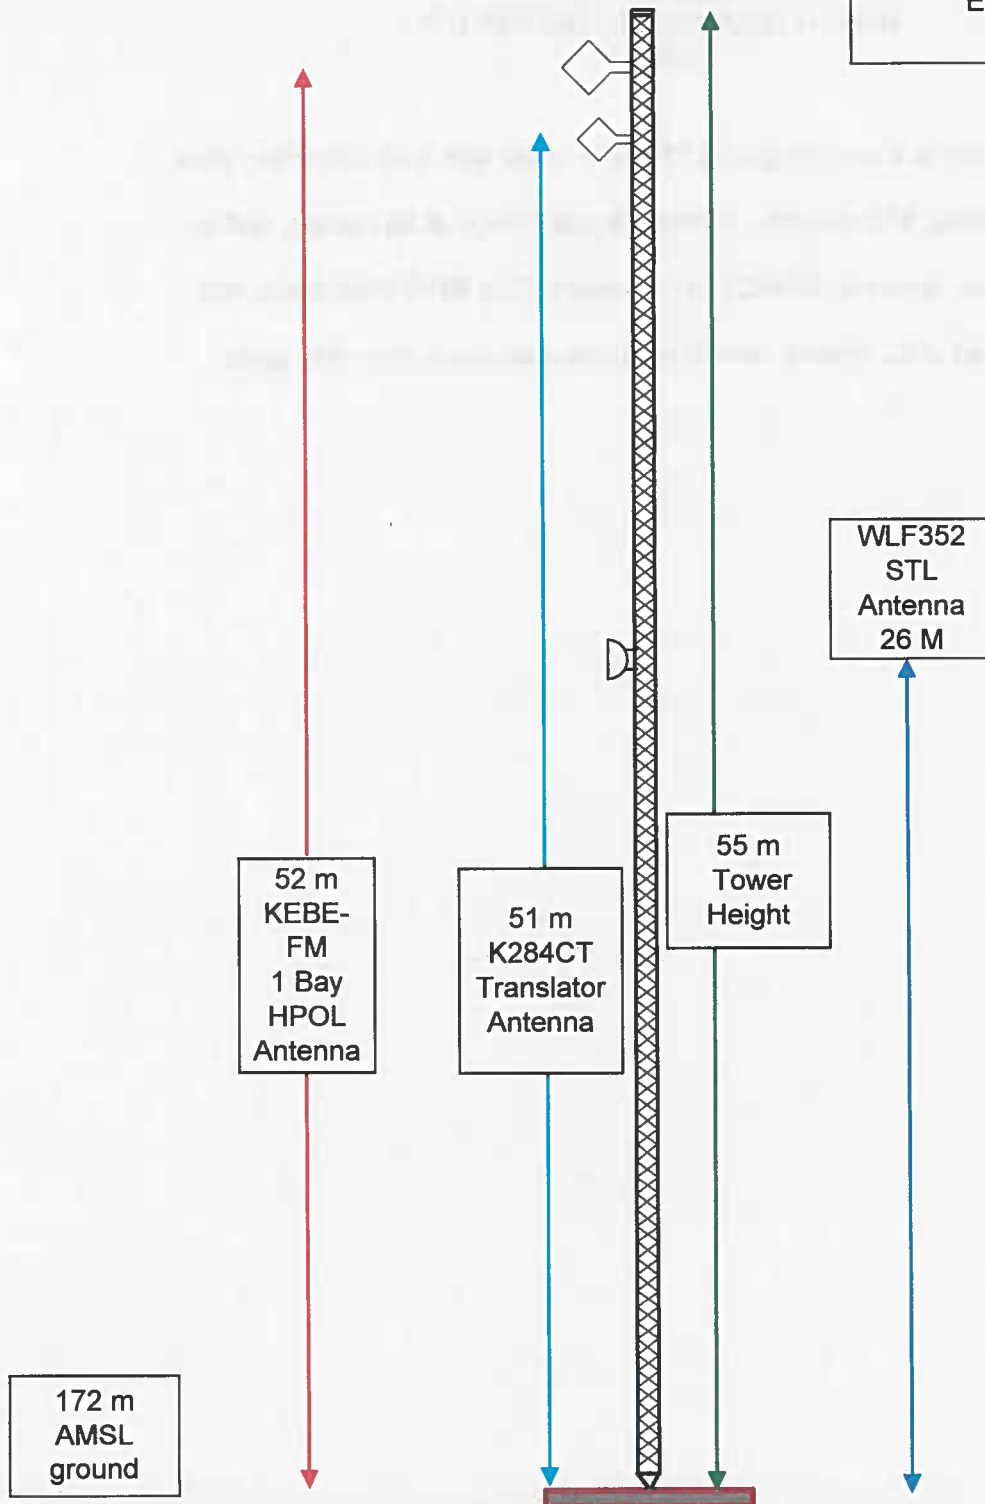 E
WLF352
STL
Antenna
26 M
55 m
Tower
Height
52 m
KEBE-
FM
1 Bay
HPOL
Antenna
51 m
K284CT
Translator
Antenna
172 m
AMSL
ground